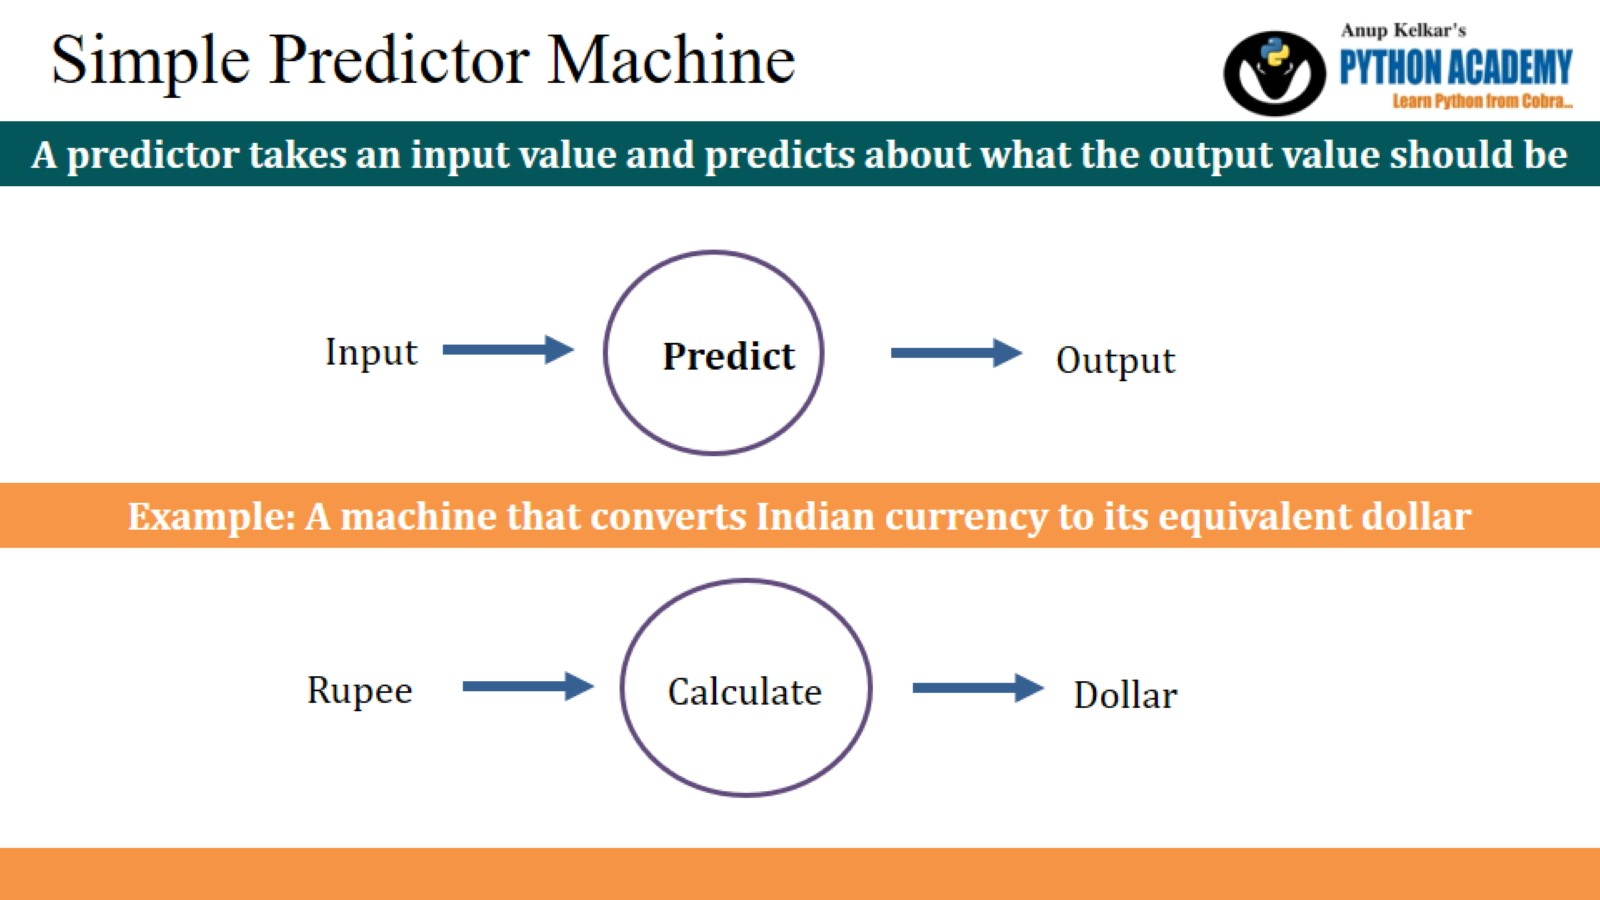 Simple Predictor Machine
Anup Kelkar's
PYTHON ACADEMY
Learn Python from Cobra...
A predictor takes an input value and predicts about what the output value should be
Input
Predict
Output
Example: A machine that converts Indian currency to its equivalent dollar
Rupee
Calculate
Dollar